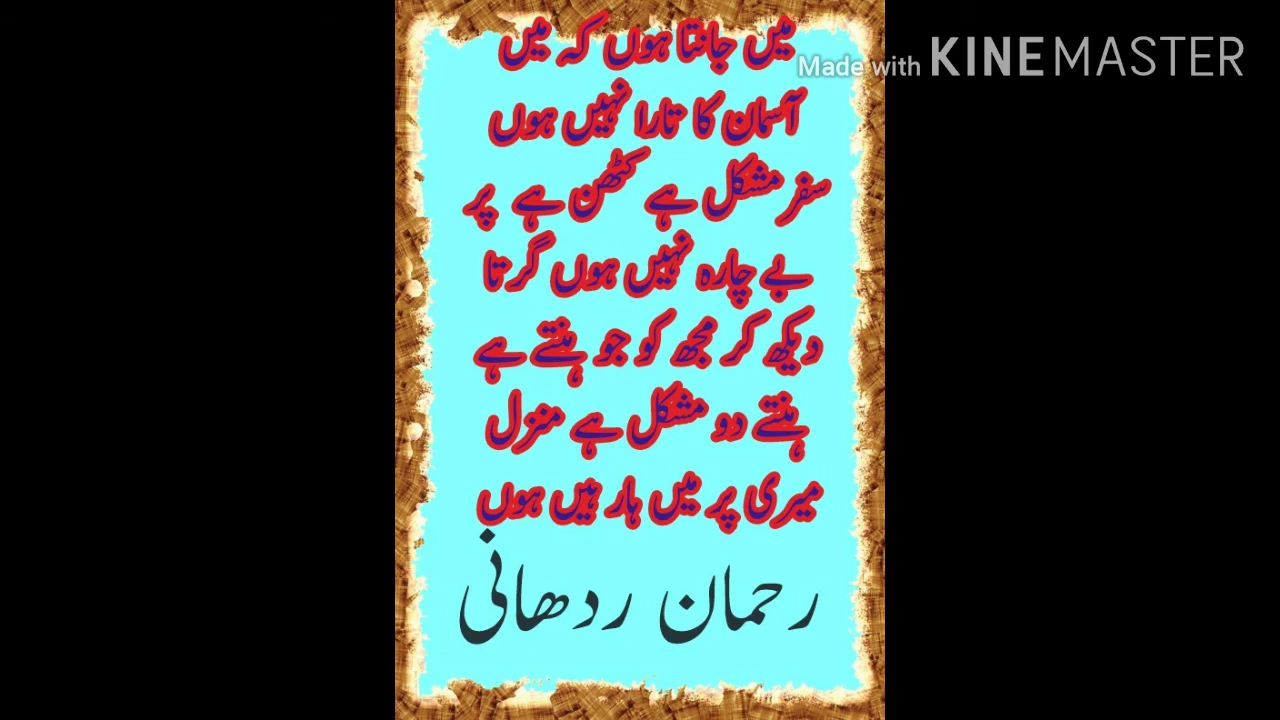 میں جانتا ہوں کہ میں
Made with KINEMASTER
آسمان کا تارا نہیں ہوں
سفر مشکل ہے کٹھن ہے پر
بے چارہ نہیں ہوں گرتا
دیکھ کر مجھ کو جو ہنتے ہے
ہنتے دو مشکل ہے منزل
میری پر میں ہار ہیں ہوں
رحمان ردھانی